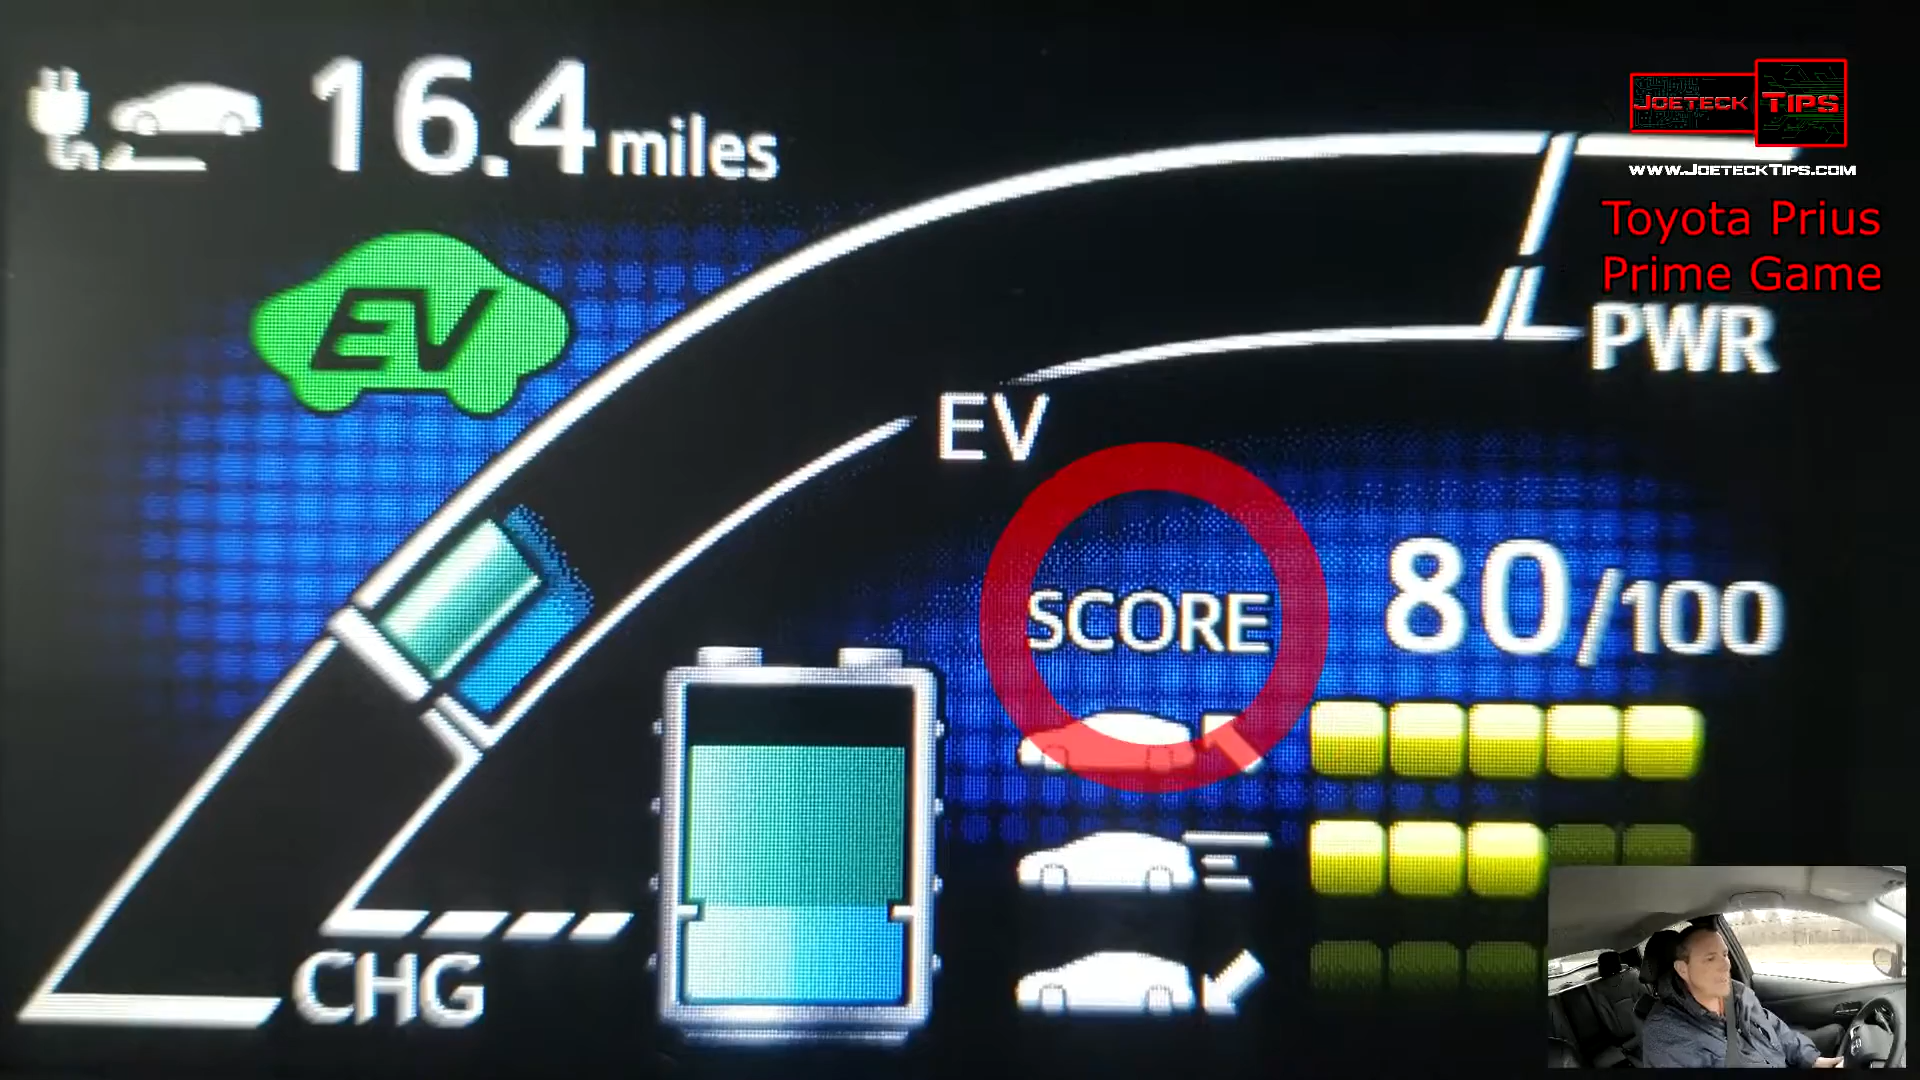 16.4 miles
JOETECK TIPS
WWW.JOETECKTIPS.COM
Toyota Prius
Prime Game
EV
PWR
EV
SCORE 80/100
CHG